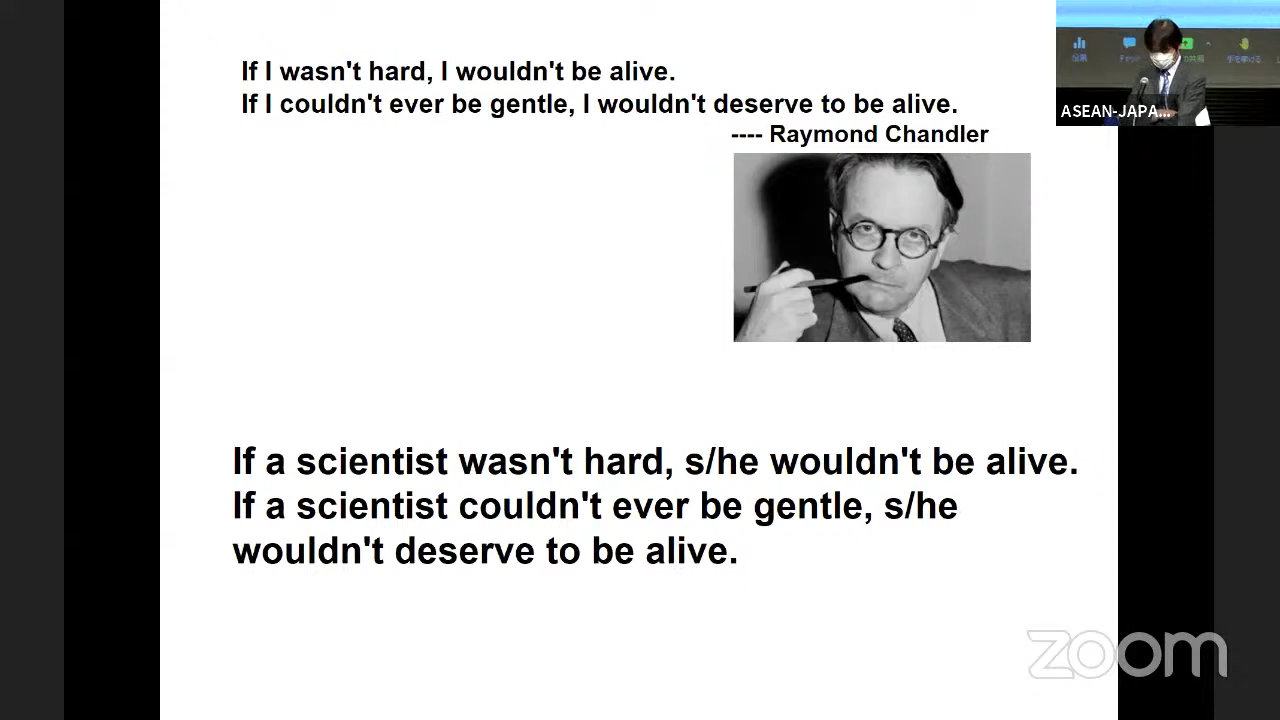 If I wasn't hard, I wouldn't be alive.
If I couldn't ever be gentle, I wouldn't deserve to be alive.
---- Raymond Chandler
ASEAN-JAPA...
If a scientist wasn't hard, s/he wouldn't be alive.
If a scientist couldn't ever be gentle, s/he
wouldn't deserve to be alive.
zoom